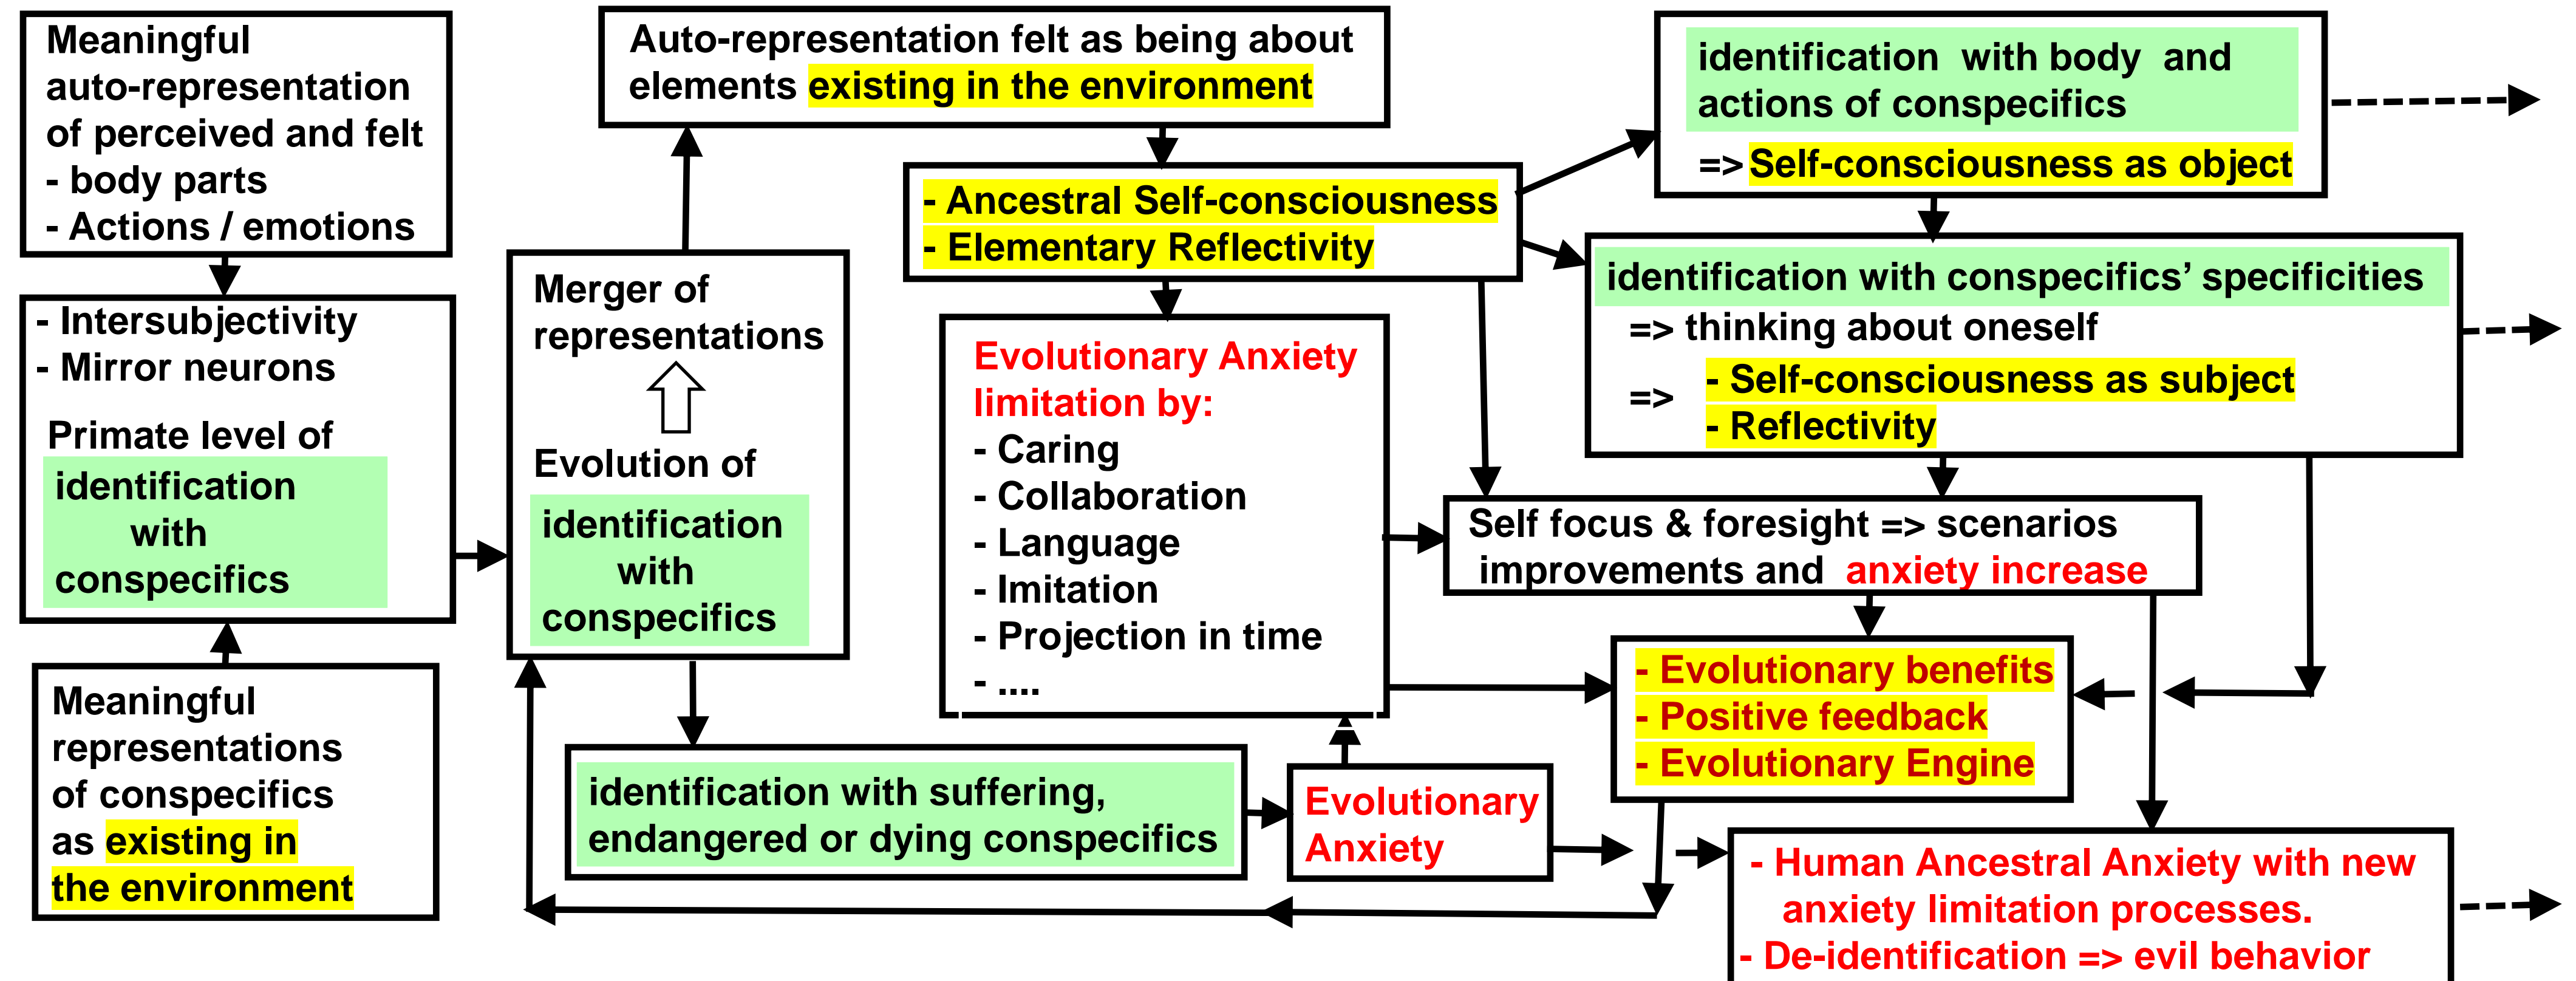 Meaningful
auto-representation
of perceived and felt
- body parts
- Actions / emotions
- Intersubjectivity
- Mirror neurons
Primate level of
identification
with
conspecifics
Meaningful
representations
of conspecifics
as existing in
the environment
Merger of
representations
Evolution of
identification
with
conspecifics
Auto-representation felt as being about
elements existing in the environment
- Ancestral Self-consciousness
- Elementary Reflectivity
Evolutionary Anxiety
limitation by:
- Caring
- Collaboration
- Language
- Imitation
- Projection in time
- ....
identification with suffering,
endangered or dying conspecifics
Evolutionary
Anxiety
identification with body and
actions of conspecifics
=> Self-consciousness as object
identification with conspecifics’ specificities
=> thinking about oneself
=> - Self-consciousness as subject
- Reflectivity
Self focus & foresight => scenarios
improvements and anxiety increase
- Evolutionary benefits
- Positive feedback
- Evolutionary Engine
- Human Ancestral Anxiety with new
anxiety limitation processes.
- De-identification => evil behavior